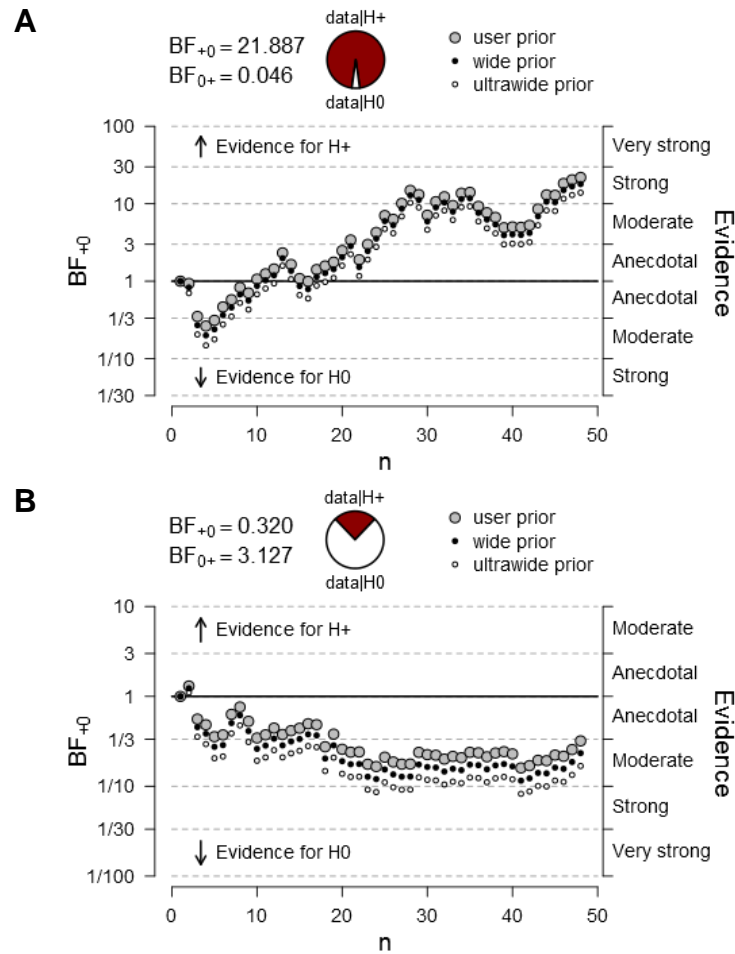 A
BF+0 = 21.887
BF0+ = 0.046
data|H+
data|H0
user prior
wide prior
ultrawide prior
100
30
10
3
1
1/3
1/10
1/30
BF+0
Evidence for H+
Evidence for H0
Very strong
Strong
Moderate
Anecdotal
Anecdotal
Moderate
Strong
Evidence
0 10 20 30 40 50
n
B
BF+0 = 0.320
BF0+ = 3.127
data|H+
data|H0
user prior
wide prior
ultrawide prior
10
3
1
1/3
1/10
1/30
1/100
BF+0
Evidence for H+
Evidence for H0
Moderate
Anecdotal
Anecdotal
Moderate
Strong
Very strong
Evidence
0 10 20 30 40 50
n